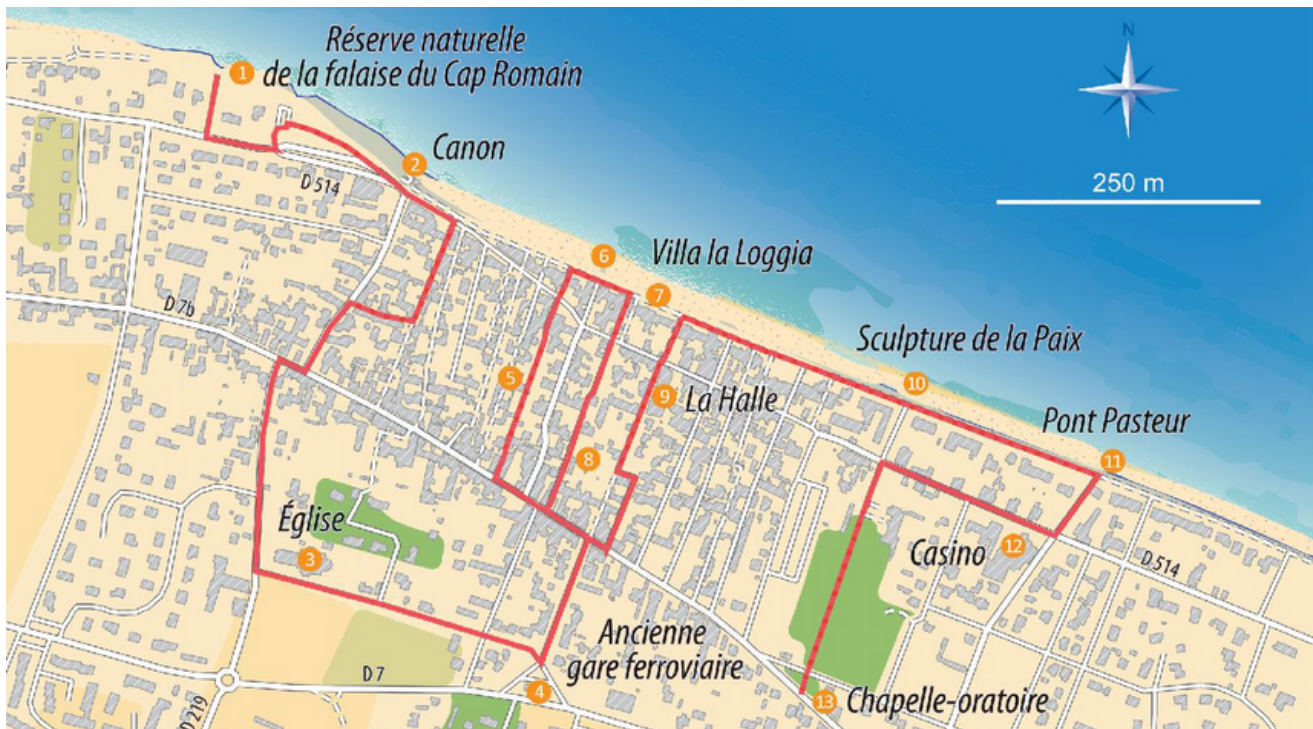 Réserve naturelle
de la falaise du Cap Romain
1
N
250 m
Canon
2
D 514
6
Villa la Loggia
7
D 7b
Sculpture de la Paix
10
5
9
La Halle
Pont Pasteur
11
8
Église
3
Casino
12
D 514
Ancienne
gare ferroviaire
D 7
4
D 219
13
Chapelle-oratoire